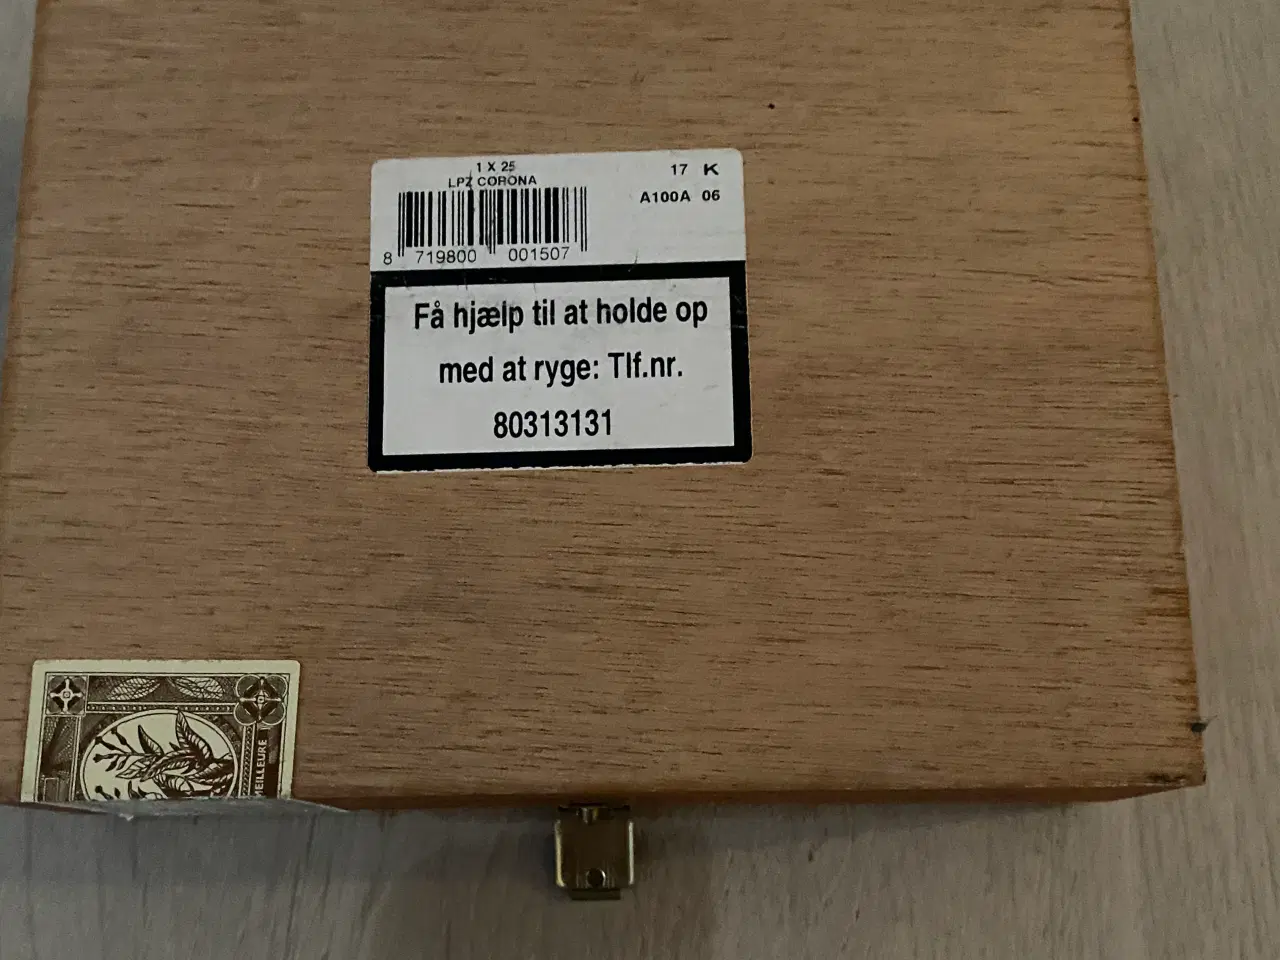 1 X 25
LPZ CORONA
17 K
A100A 06
8 719800 001507
Få hjælp til at holde op
med at ryge: Tlf.nr.
80313131
MEILLEURE